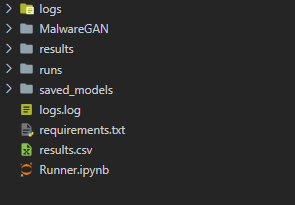 logs
MalwareGAN
results
runs
saved_models
logs.log
requirements.txt
results.csv
Runner.ipynb